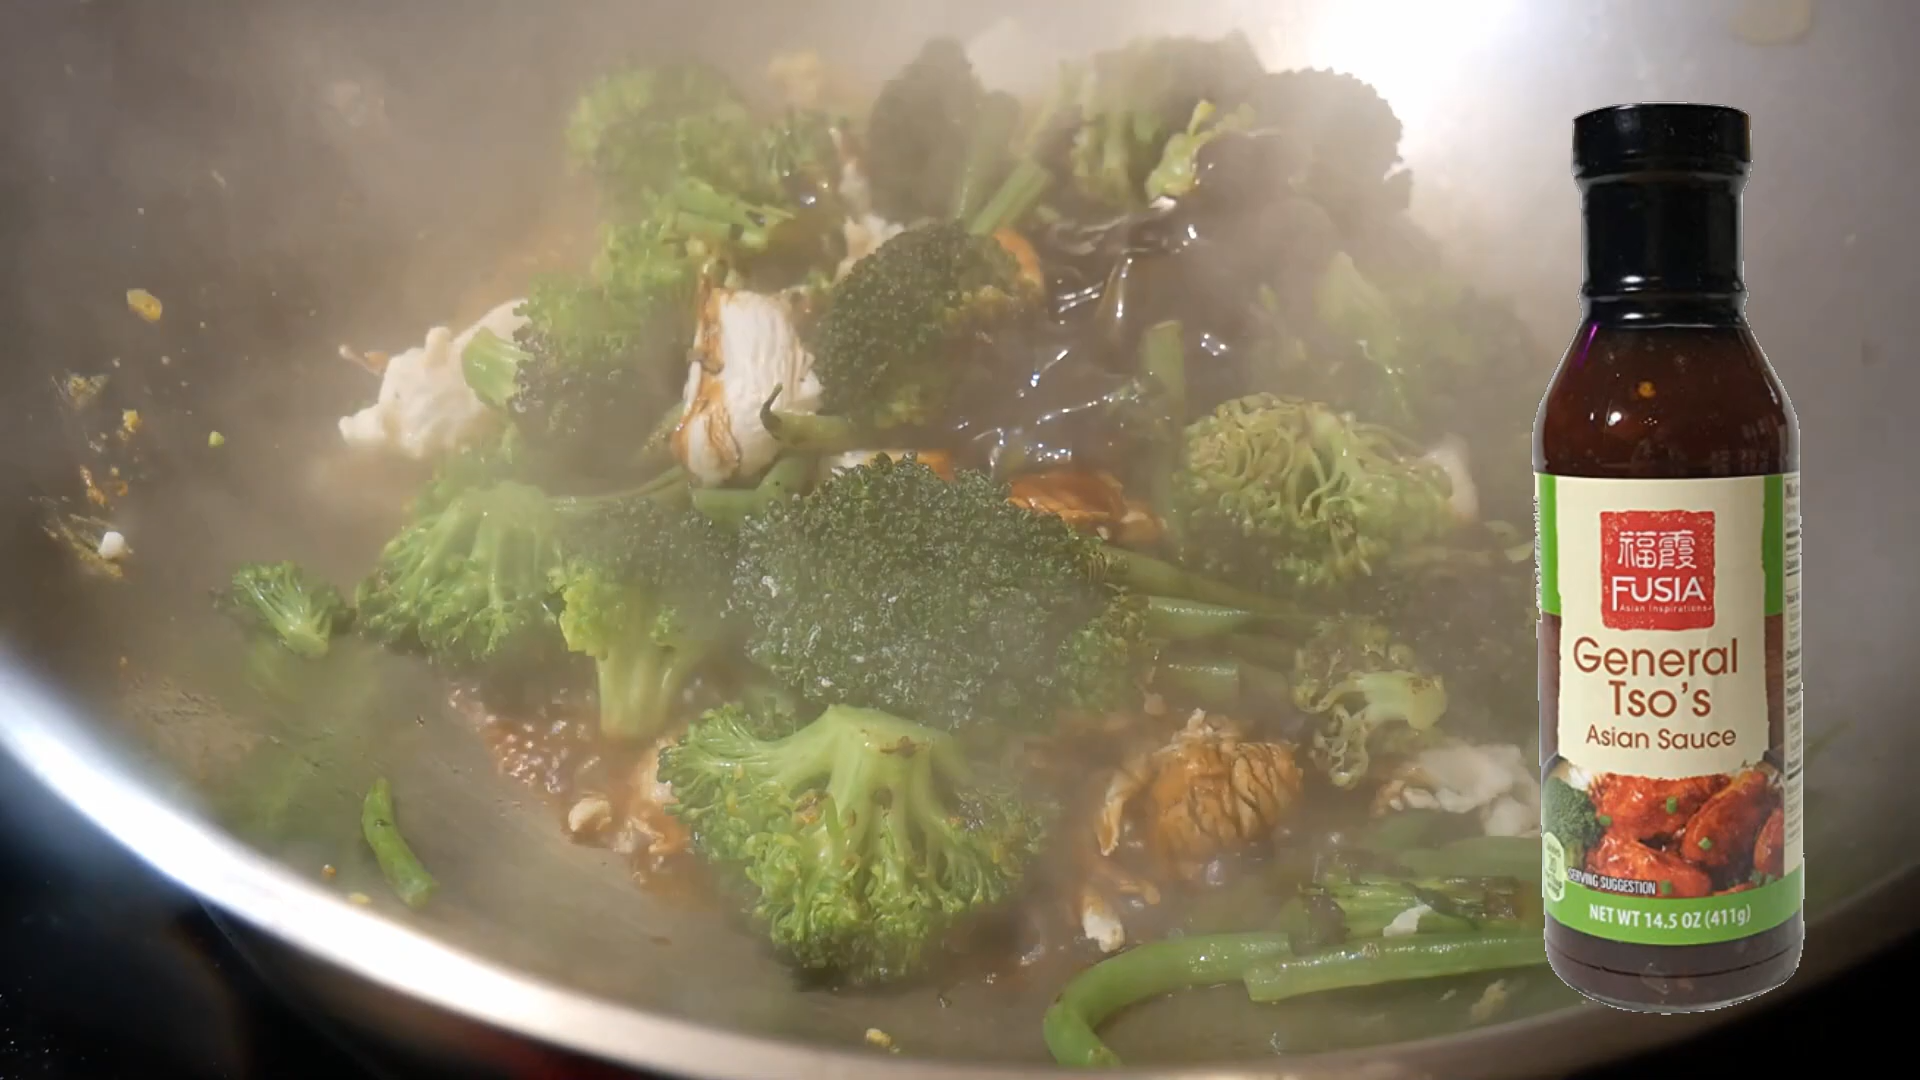 福霞
FUSIA
Asian Inspirations
General
Tso's
Asian Sauce
SERVING SUGGESTION
NET WT 14.5 OZ (411g)